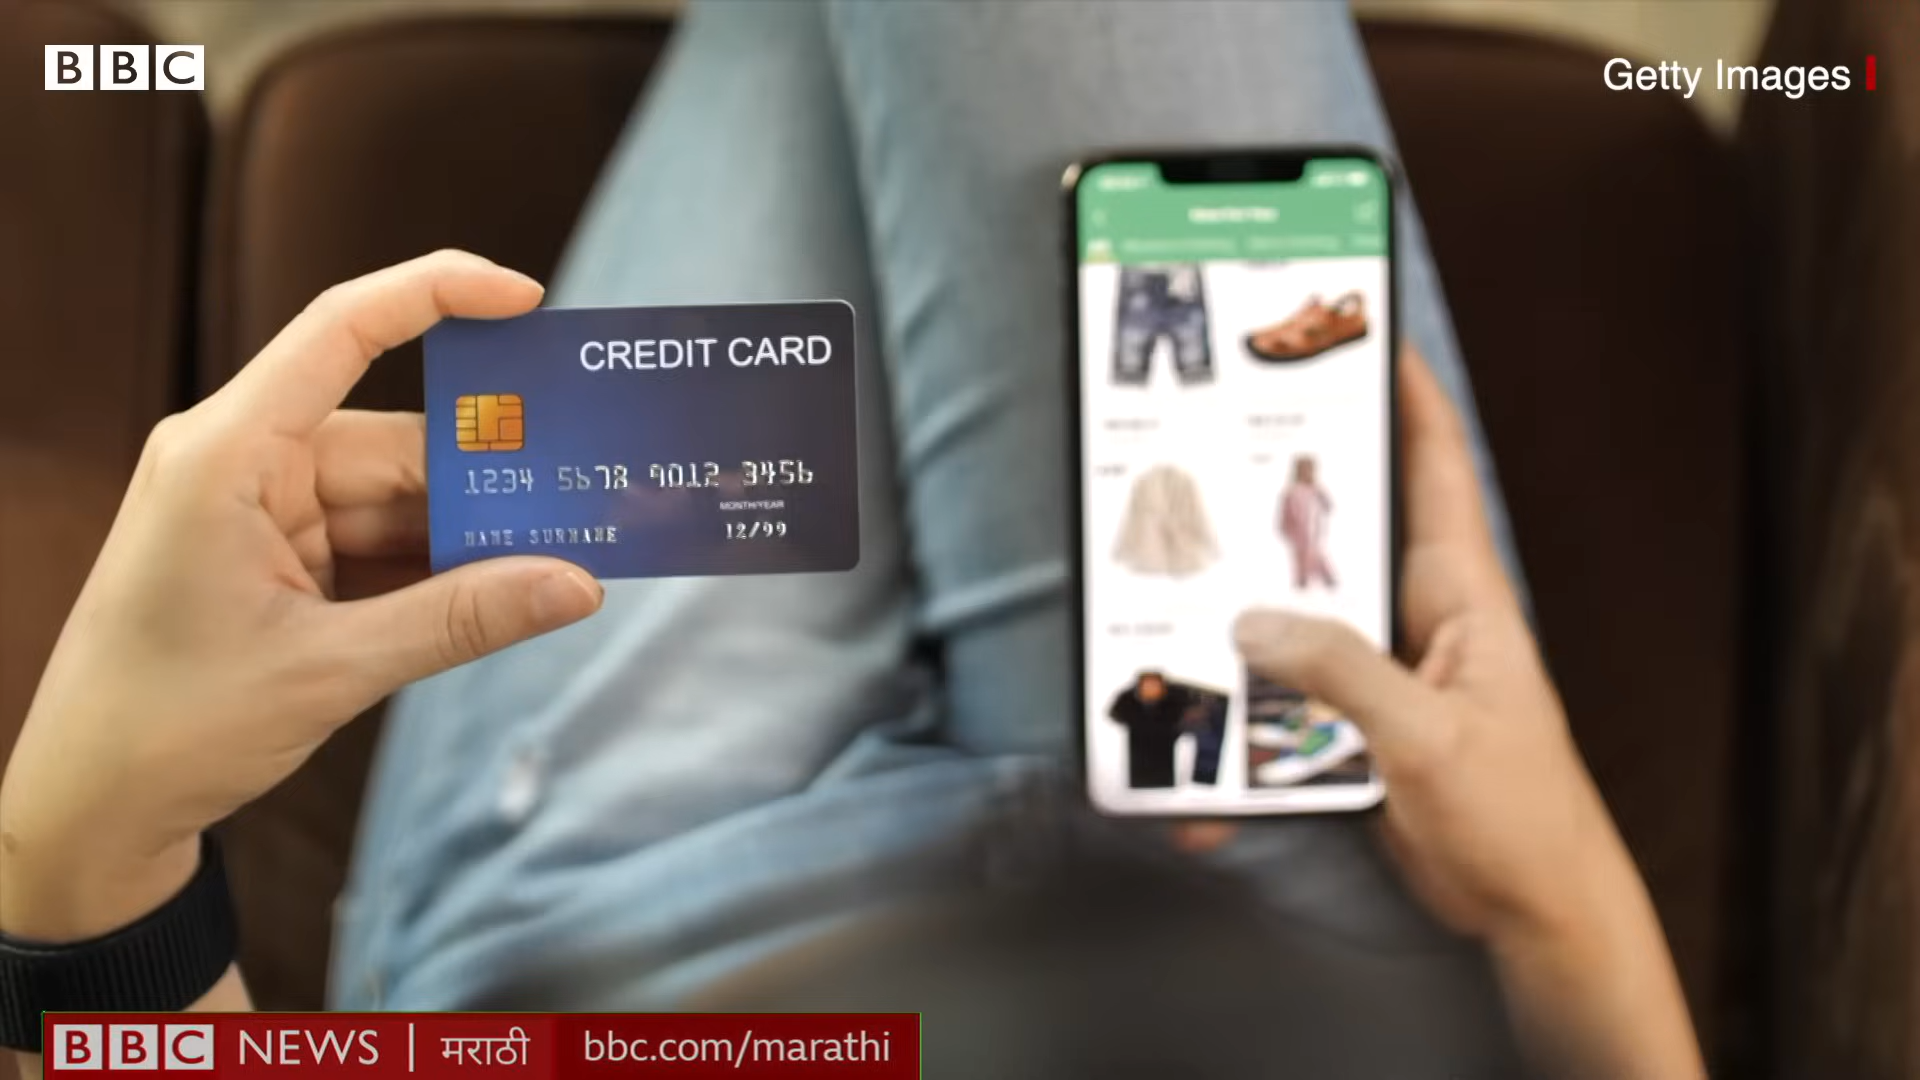 BBC
Getty Images
CREDIT CARD
1234 5678 9012 3456
MONTH/YEAR
12/99
NAME SURNAME
BBC NEWS | मराठी bbc.com/marathi